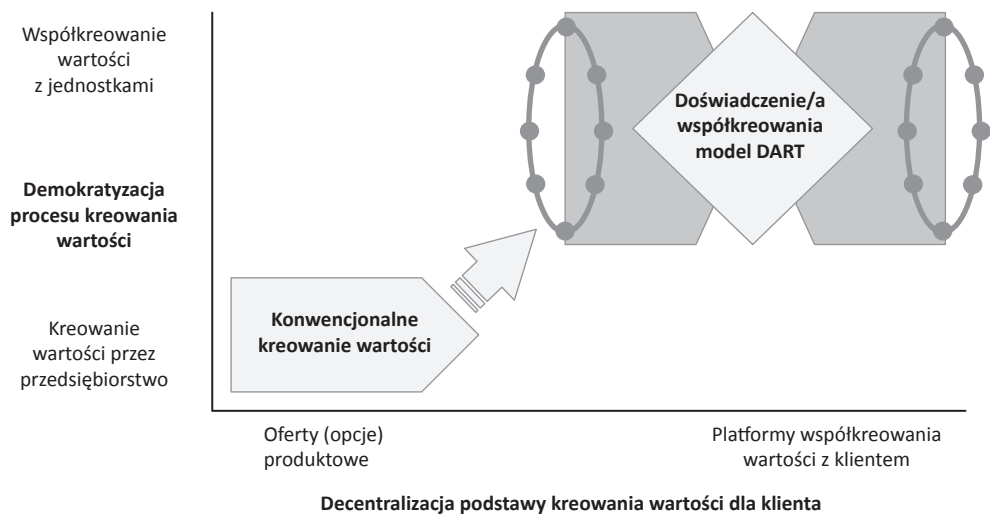 Współkreowanie
wartości
z jednostkami
Doświadczenie/a
współkreowania
model DART
Demokratyzacja
procesu kreowania
wartości
Konwencjonalne
kreowanie wartości
Kreowanie
wartości przez
przedsiębiorstwo
Oferty (opcje)
produktowe
Platformy współkreowania
wartości z klientem
Decentralizacja podstawy kreowania wartości dla klienta